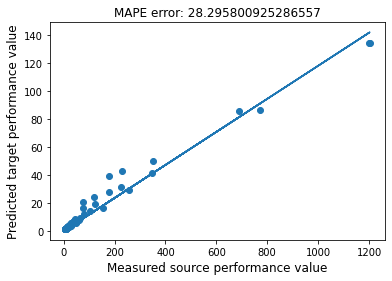 MAPE error: 28.295800925286557
Predicted target performance value
140
120
100
80
60
40
20
0
0 200 400 600 800 1000 1200
Measured source performance value